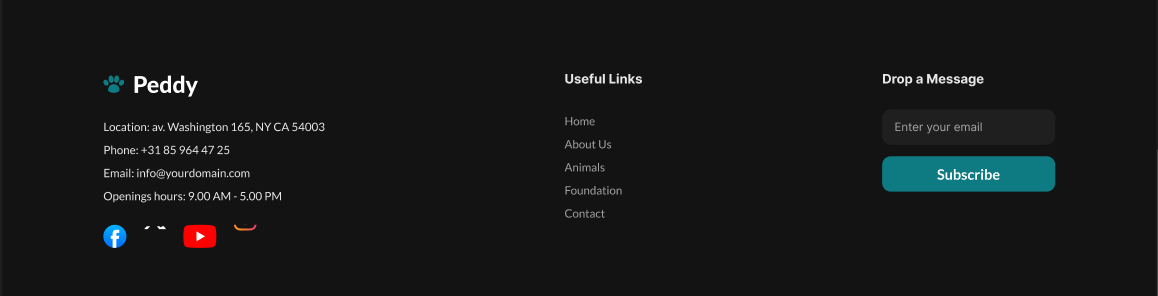 Peddy
Location: av. Washington 165, NY CA 54003
Phone: +31 85 964 47 25
Email: info@yourdomain.com
Openings hours: 9.00 AM - 5.00 PM
Useful Links
Home
About Us
Animals
Foundation
Contact
Drop a Message
Enter your email
Subscribe